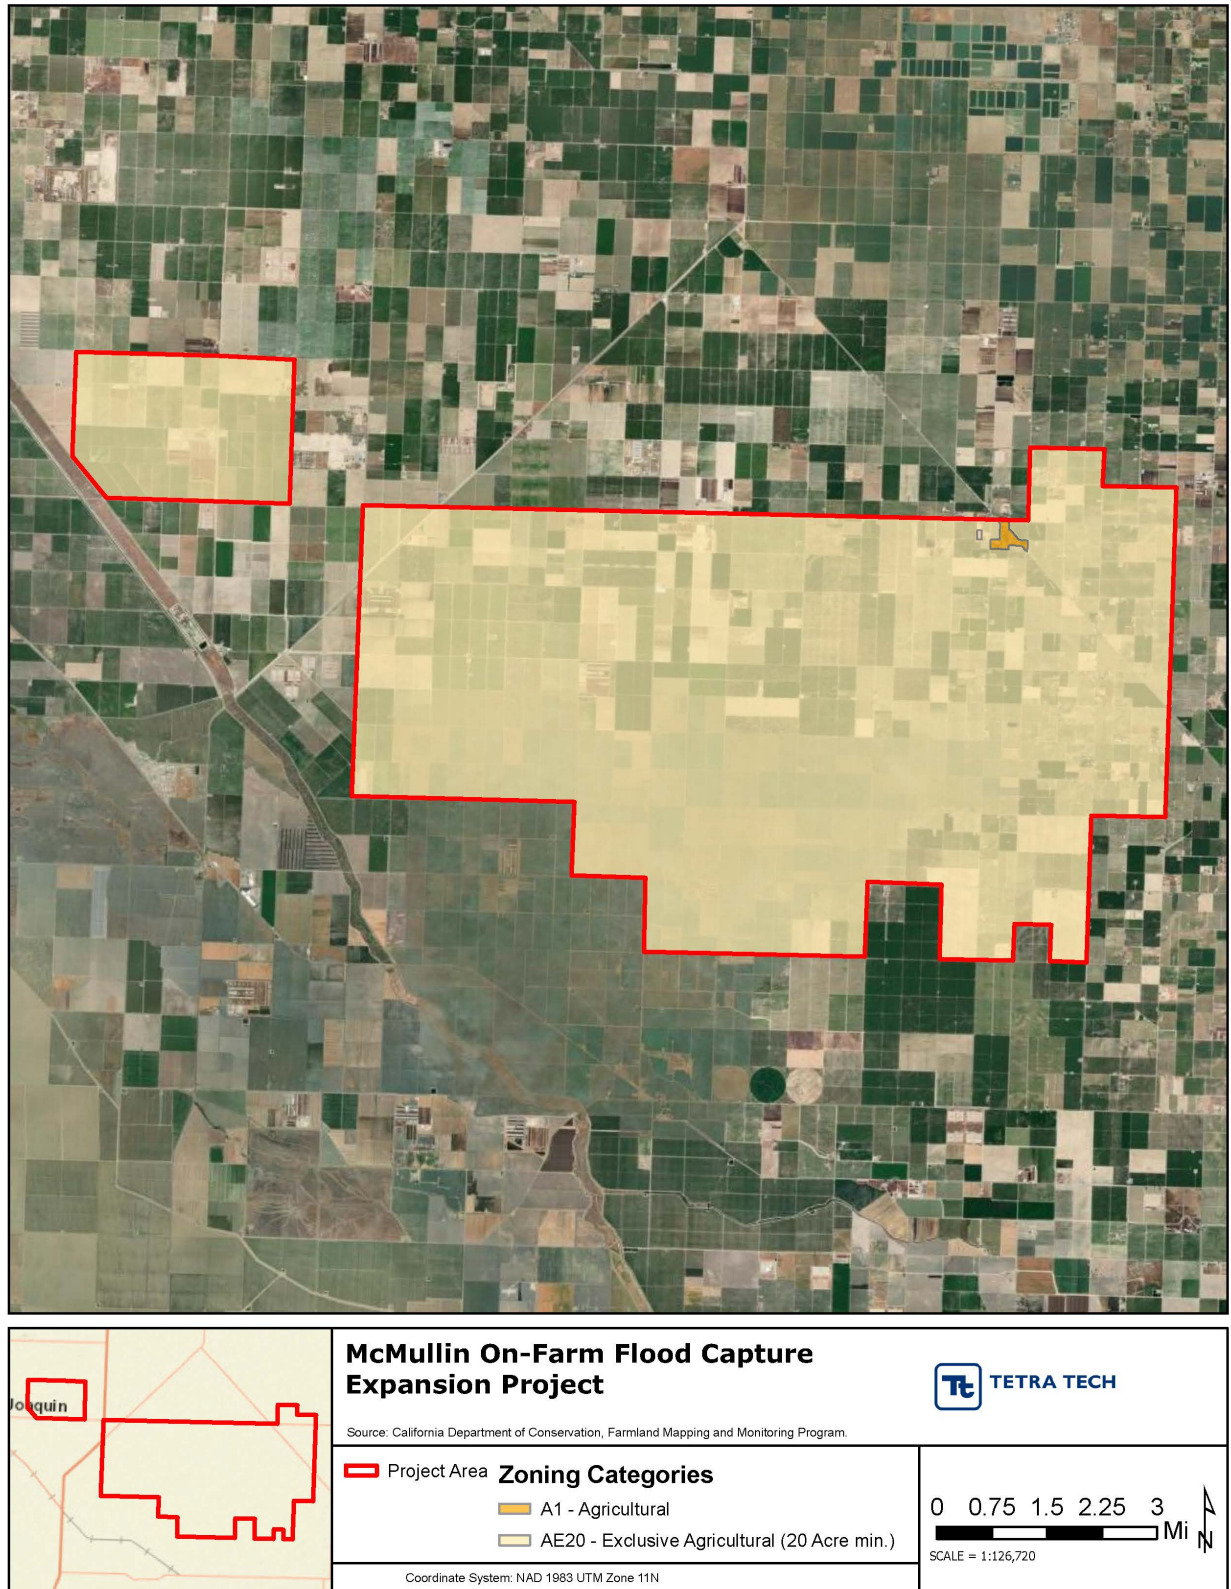 Joaquin
McMullin On-Farm Flood Capture
Expansion Project
Source: California Department of Conservation, Farmland Mapping and Monitoring Program.
Tt TETRA TECH
Project Area
Zoning Categories
A1 - Agricultural
AE20 - Exclusive Agricultural (20 Acre min.)
0 0.75 1.5 2.25 3
Mi
N
SCALE = 1:126,720
Coordinate System: NAD 1983 UTM Zone 11N